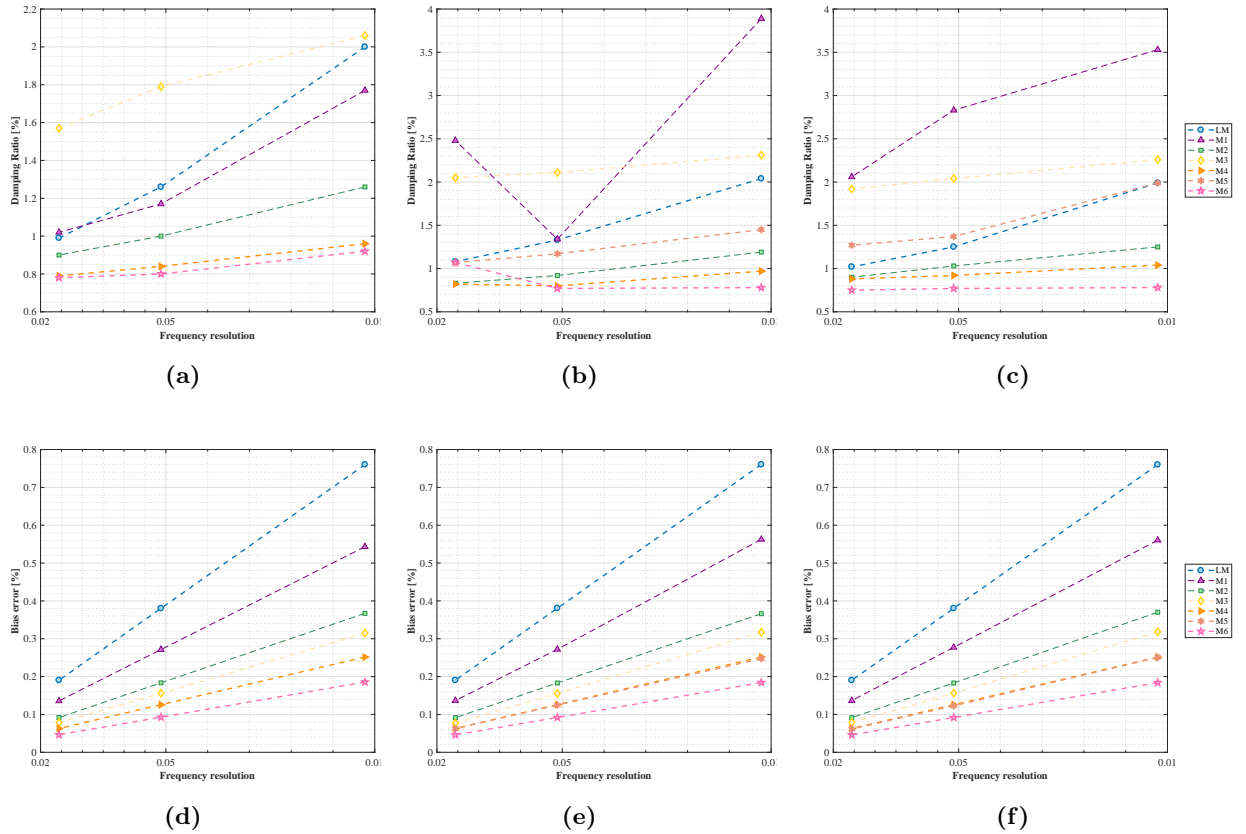 2.2
2
1.8
1.6
1.4
1.2
1
0.8
0.6
Damping Ratio [%]
0.02 0.05 0.01
Frequency resolution
(a)
4
3.5
3
2.5
2
1.5
1
0.5
Damping Ratio [%]
0.02 0.05 0.01
Frequency resolution
(b)
4
3.5
3
2.5
2
1.5
1
0.5
Damping Ratio [%]
0.02 0.05 0.01
Frequency resolution
(c)
LM
M1
M2
M3
M4
M5
M6
0.8
0.7
0.6
0.5
0.4
0.3
0.2
0.1
0
Bias error [%]
0.02 0.05 0.01
Frequency resolution
(d)
0.8
0.7
0.6
0.5
0.4
0.3
0.2
0.1
0
Bias error [%]
0.02 0.05 0.01
Frequency resolution
(e)
0.8
0.7
0.6
0.5
0.4
0.3
0.2
0.1
0
Bias error [%]
0.02 0.05 0.01
Frequency resolution
(f)
LM
M1
M2
M3
M4
M5
M6